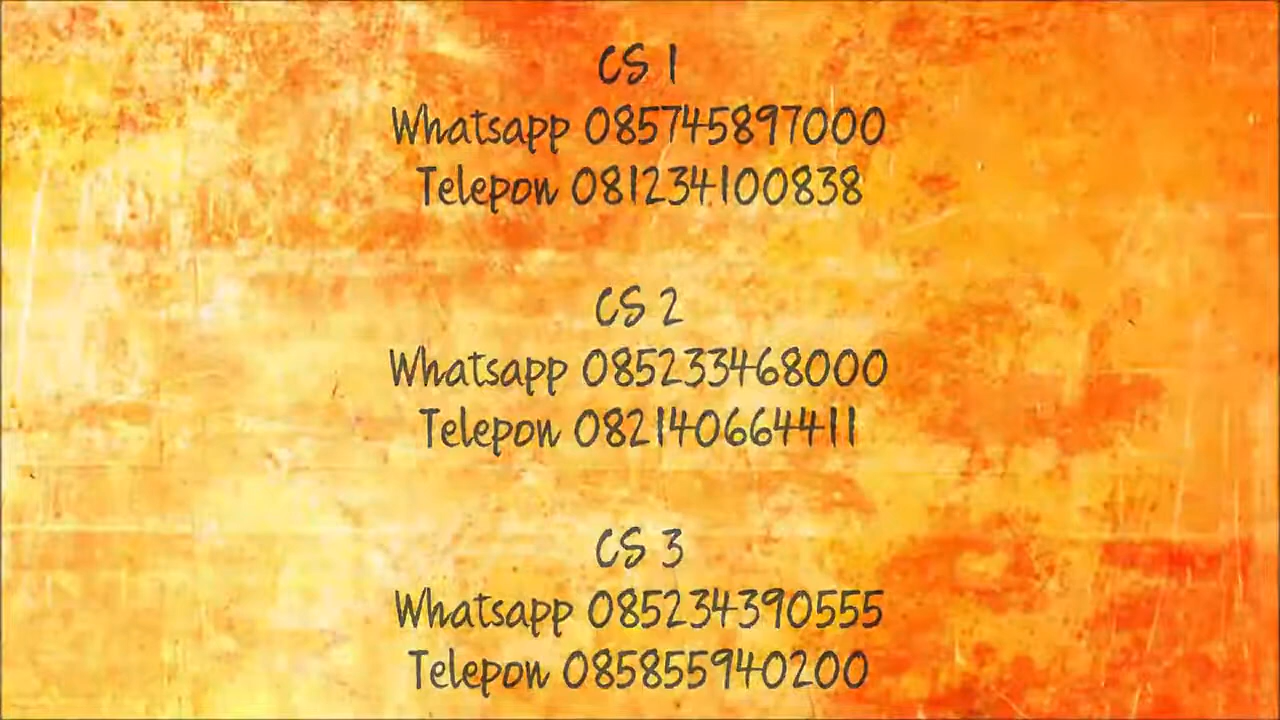 CS 1
Whatsapp 085745897000
Telepon 081234100838
CS 2
Whatsapp 085233468000
Telepon 082140664411
CS 3
Whatsapp 085234390555
Telepon 085855940200